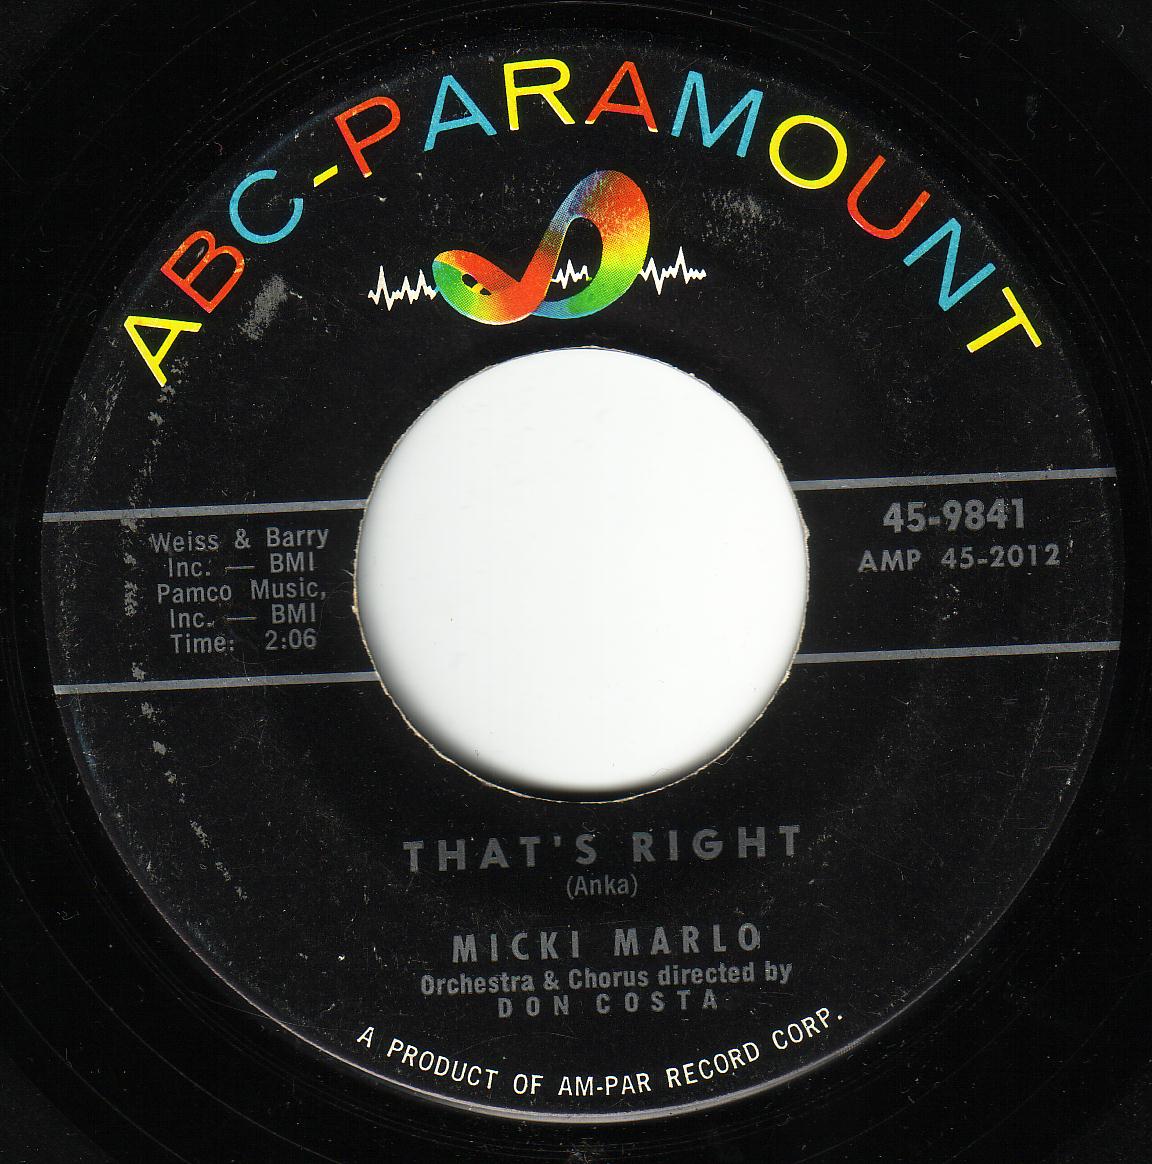 ABC-PARAMOUNT
Weiss & Barry
Inc. — BMI
Pamco Music,
Inc. — BMI
Time: 2:06
45-9841
AMP 45-2012
THAT'S RIGHT
(Anka)
MICKI MARLO
Orchestra & Chorus directed by
DON COSTA
A PRODUCT OF AM-PAR RECORD CORP.